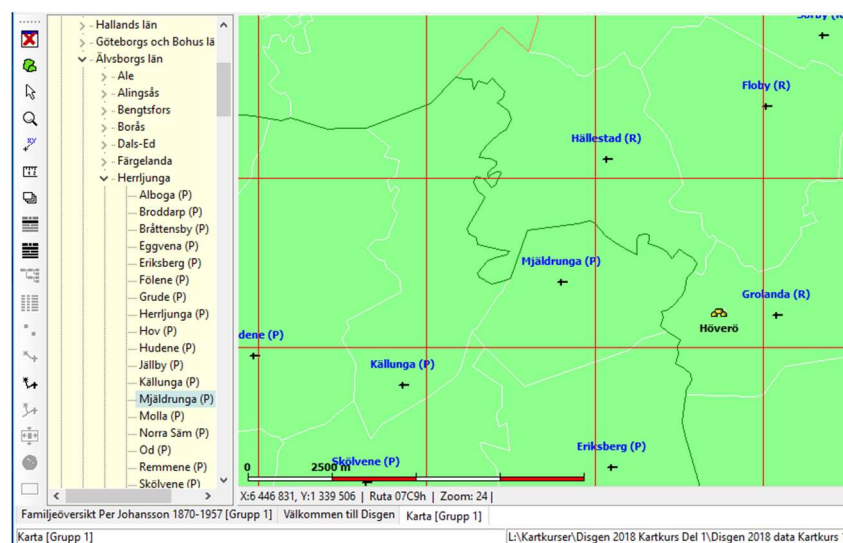 Hallands län
Göteborgs och Bohus lä
Älvsborgs län
Ale
Alingsås
Bengtsfors
Borås
Dals-Ed
Färgelanda
Herrljunga
Alboga (P)
Broddarp (P)
Bråttensby (P)
Eggvena (P)
Eriksberg (P)
Fölene (P)
Grude (P)
Herrljunga (P)
Hov (P)
Hudene (P)
Jällby (P)
Källunga (P)
Mjäldrunga (P)
Molla (P)
Norra Säm (P)
Od (P)
Remmene (P)
Skölvene (P)
Floby (R)
Hällestad (R)
Mjäldrunga (P)
Grolanda (R)
Höverö
dene (P)
Källunga (P)
Eriksberg (P)
Skölvene (P)
0 2500 m
X:6 446 831, Y:1 339 506 | Ruta 07C9h | Zoom: 24 |
Familjeöversikt Per Johansson 1870-1957 [Grupp 1] Välkommen till Disgen Karta [Grupp 1]
Karta [Grupp 1] L:\Kartkurser\Disgen 2018 Kartkurs Del 1\Disgen 2018 data Kartkurs 1